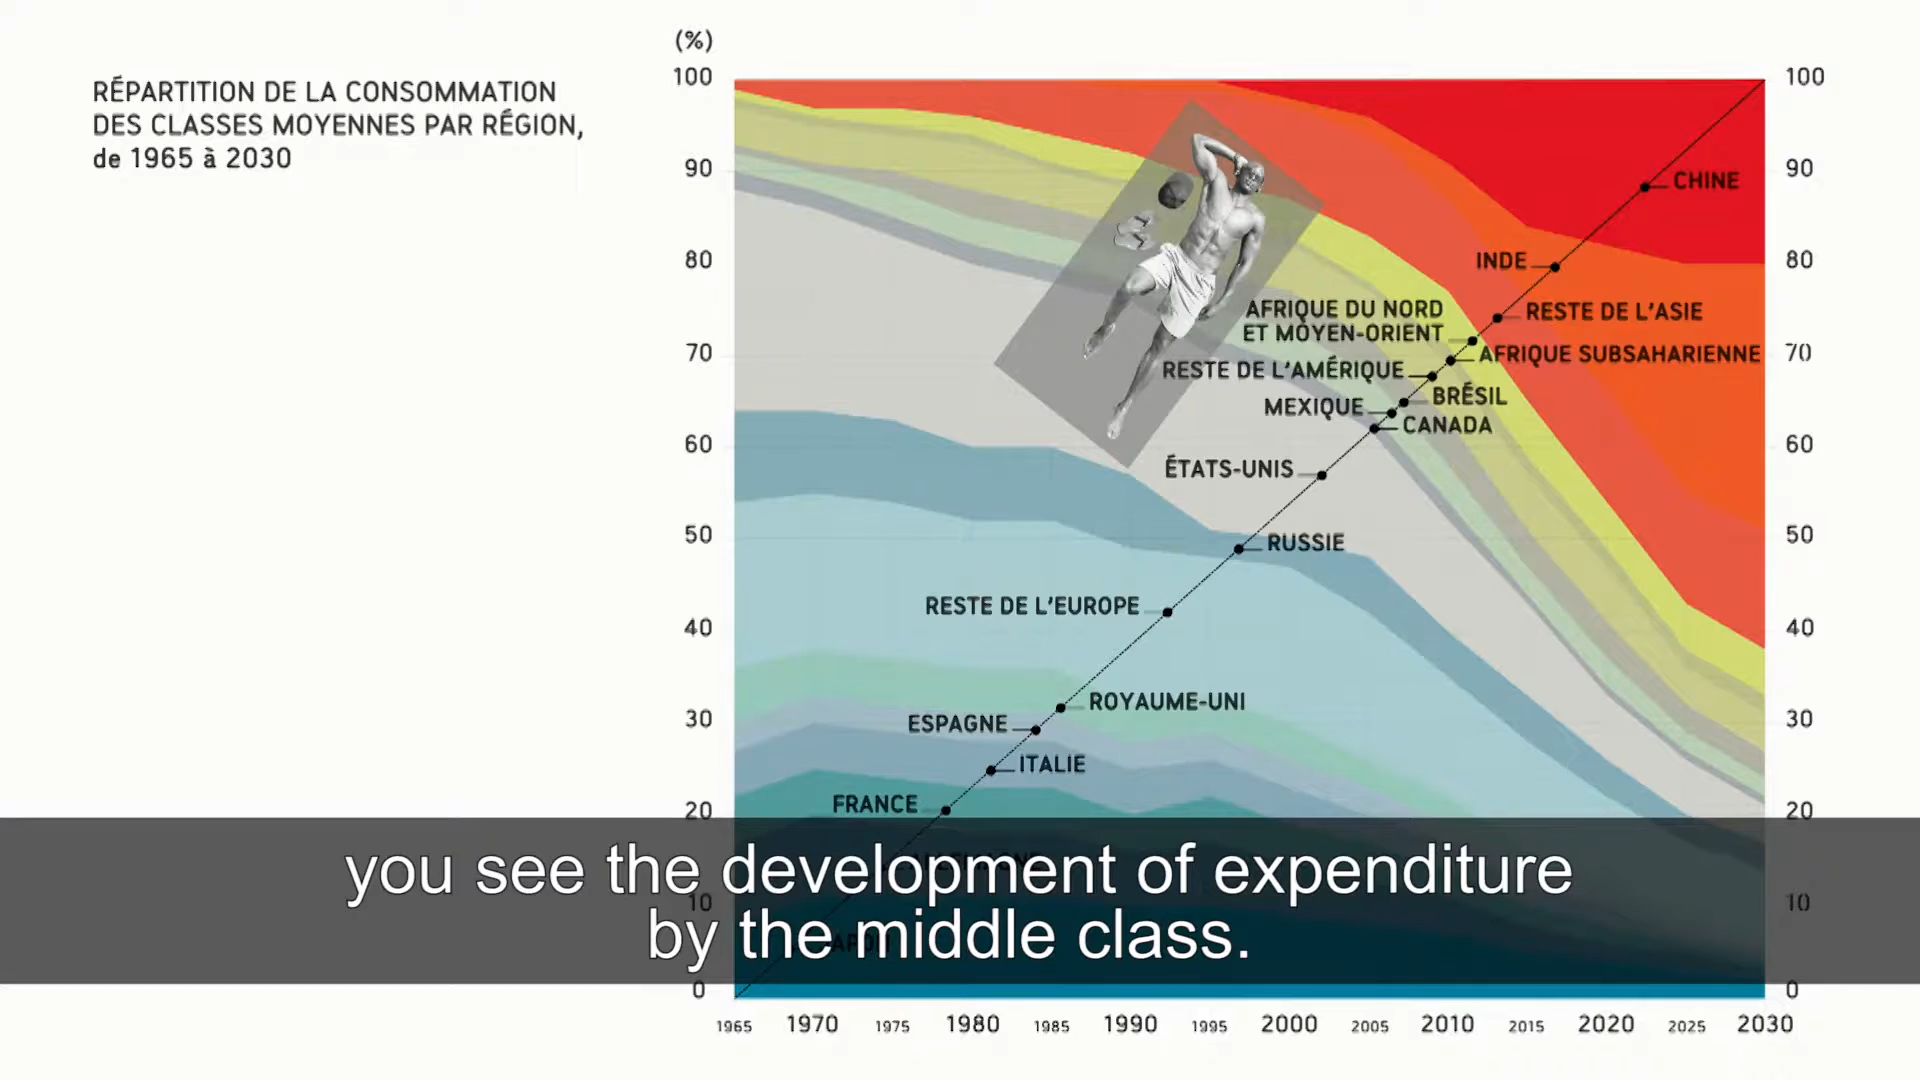 (%)
RÉPARTITION DE LA CONSOMMATION
DES CLASSES MOYENNES PAR RÉGION,
de 1965 à 2030
100
90
80
70
60
50
40
30
20
10
0
100
90
80
70
60
50
40
30
20
10
0
CHINE
INDE
RESTE DE L'ASIE
AFRIQUE DU NORD
ET MOYEN-ORIENT
AFRIQUE SUBSAHARIENNE
RESTE DE L'AMÉRIQUE
BRÉSIL
MEXIQUE
CANADA
ÉTATS-UNIS
RUSSIE
RESTE DE L'EUROPE
ROYAUME-UNI
ESPAGNE
ITALIE
FRANCE
you see the development of expenditure
by the middle class.
1965 1970 1975 1980 1985 1990 1995 2000 2005 2010 2015 2020 2025 2030